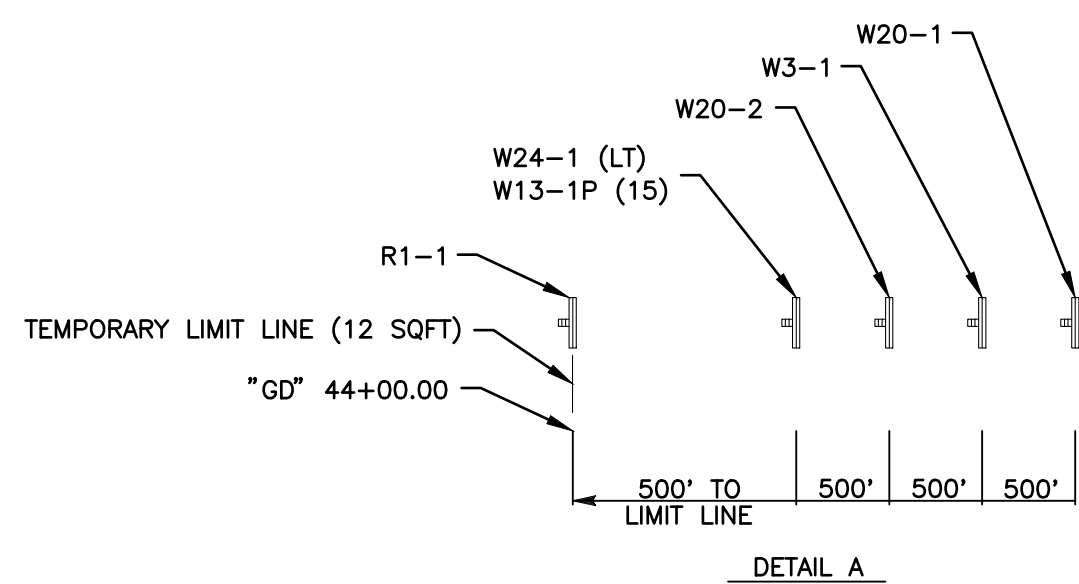 W20-1
W3-1
W20-2
W24-1 (LT)
W13-1P (15)
R1-1
TEMPORARY LIMIT LINE (12 SQFT)
"GD" 44+00.00
500' TO
LIMIT LINE
500'
500'
500'
DETAIL A